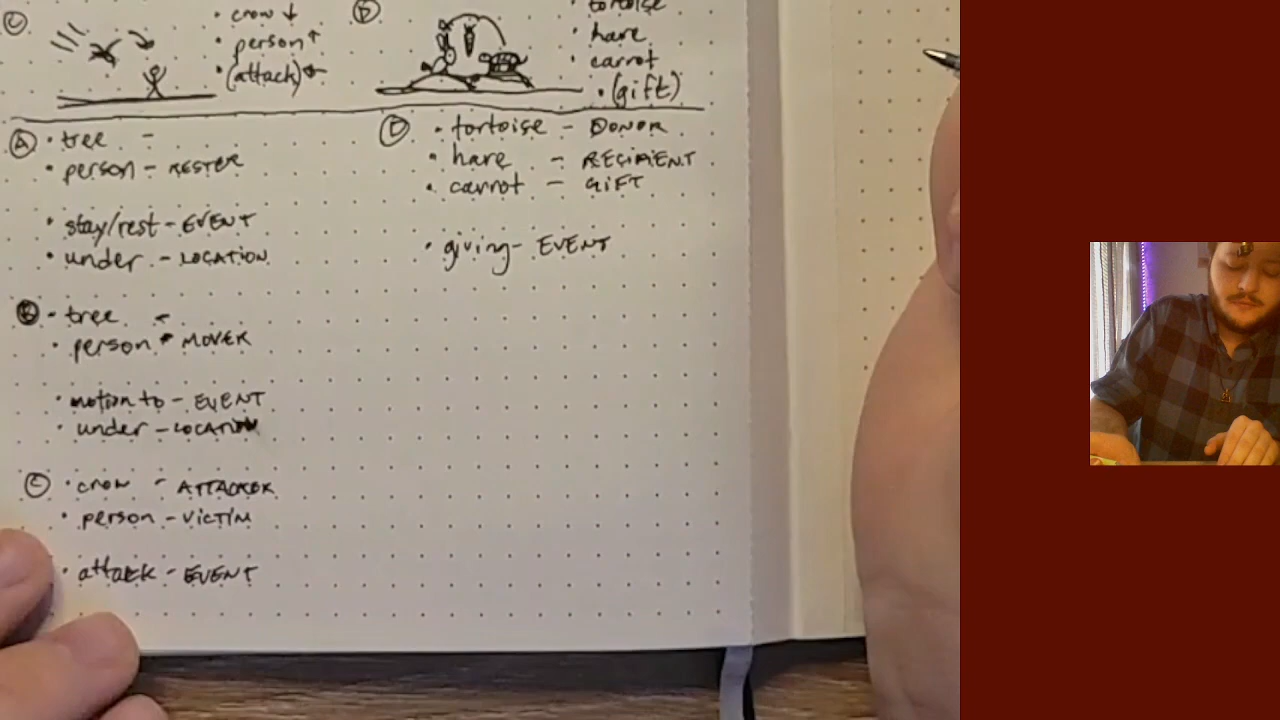 C
• crow ↓
• person ↑
• (attack) ←
D
• tortoise
• hare
• carrot
• (gift)
A • tree –
• person – RESTER
• stay/rest – EVENT
• under – LOCATION
B • tree
• person – MOVER
• motion to – EVENT
• under – LOCATION
C • crow – ATTACKER
• person – VICTIM
• attack – EVENT
D • tortoise – DONOR
• hare – RECIPIENT
• carrot – GIFT
• giving – EVENT